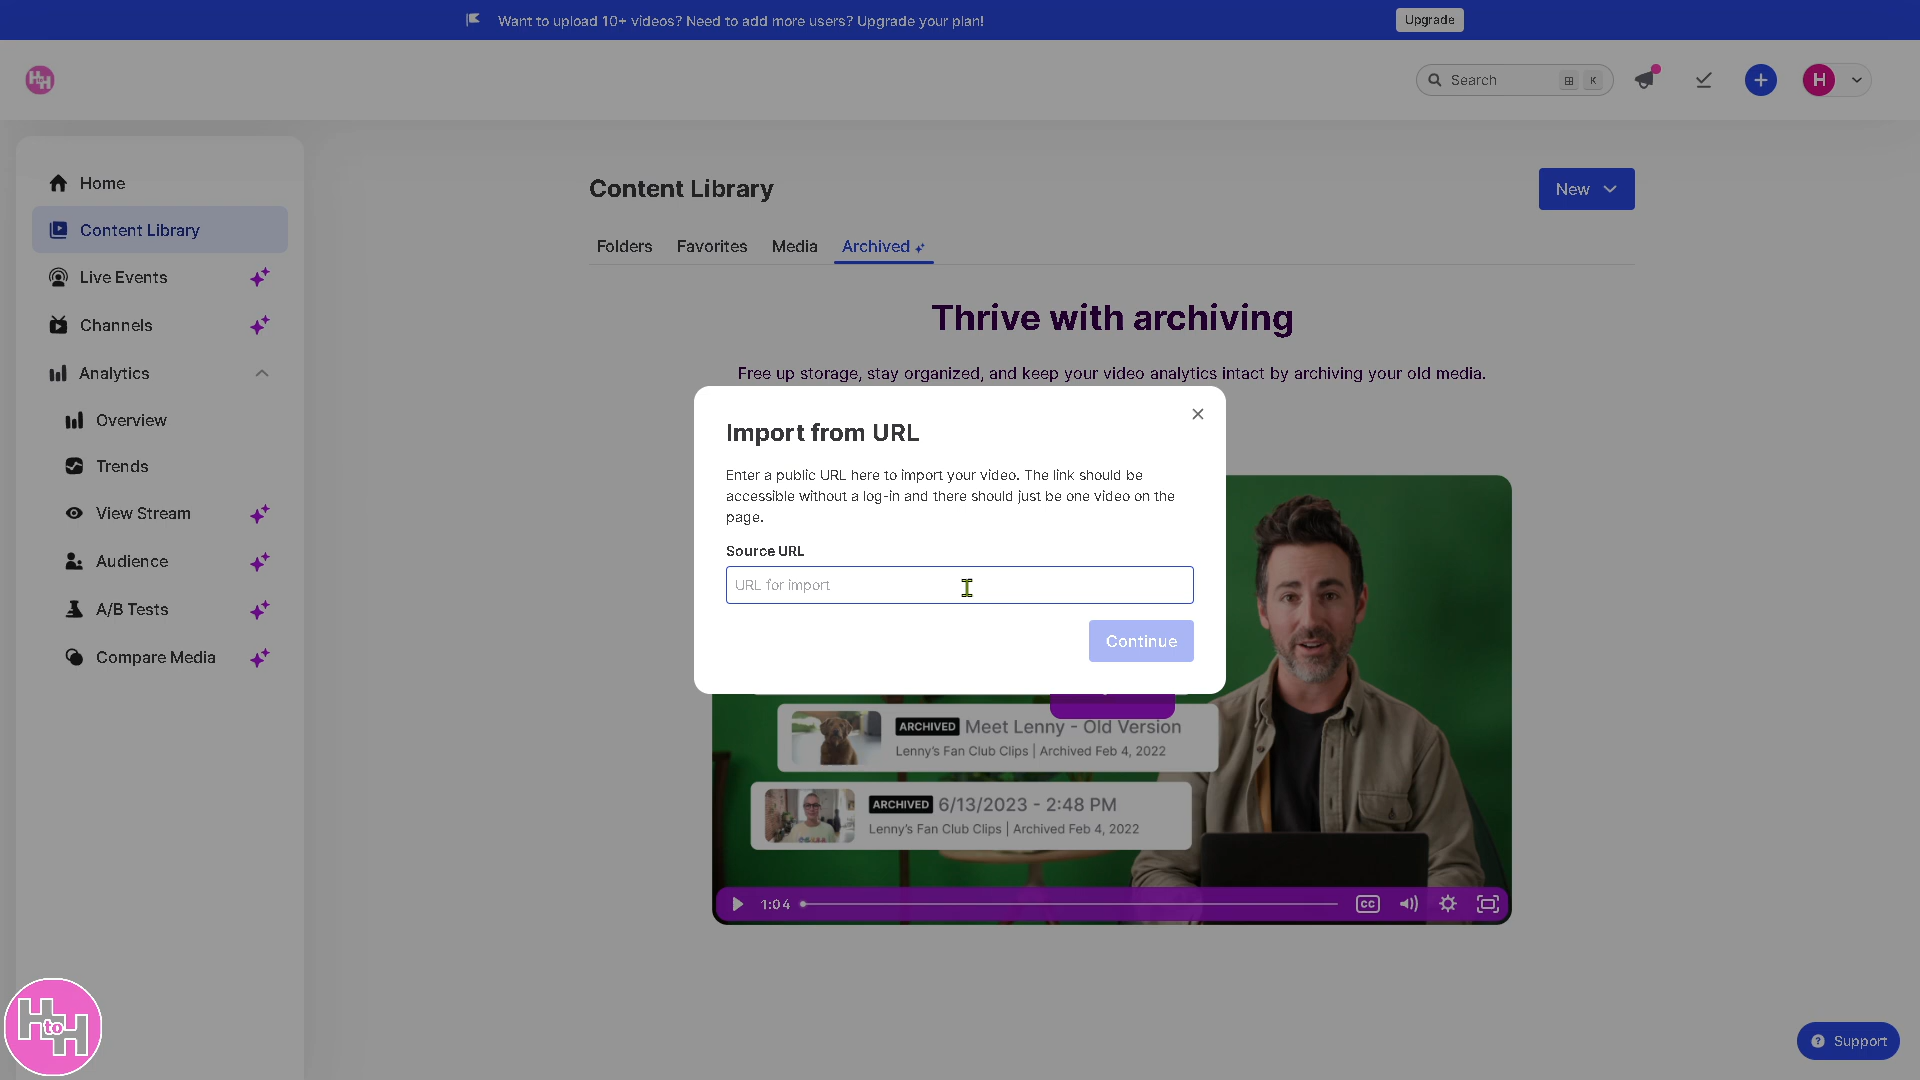 Want to upload 10+ videos? Need to add more users? Upgrade your plan!
Upgrade
HtoH
Search
K
H
Home
Content Library
Live Events
Channels
Analytics
Overview
Trends
View Stream
Audience
A/B Tests
Compare Media
Content Library
New
Folders
Favorites
Media
Archived
Thrive with archiving
Free up storage, stay organized, and keep your video analytics intact by archiving your old media.
Import from URL
Enter a public URL here to import your video. The link should be
accessible without a log-in and there should just be one video on the
page.
Source URL
URL for import
Continue
ARCHIVED Meet Lenny - Old Version
Lenny's Fan Club Clips | Archived Feb 4, 2022
ARCHIVED 6/13/2023 - 2:48 PM
Lenny's Fan Club Clips | Archived Feb 4, 2022
1:04
CC
HtoH
Support